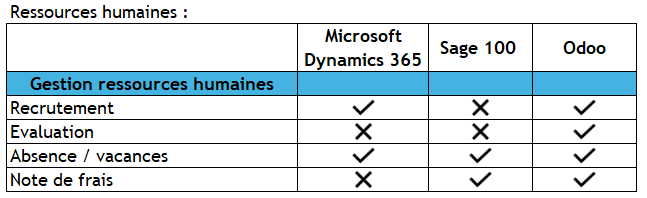 Ressources humaines :
Microsoft Dynamics 365 Sage 100 Odoo
Gestion ressources humaines
Recrutement ✓ ✕ ✓
Evaluation ✕ ✕ ✓
Absence / vacances ✓ ✓ ✓
Note de frais ✕ ✓ ✓